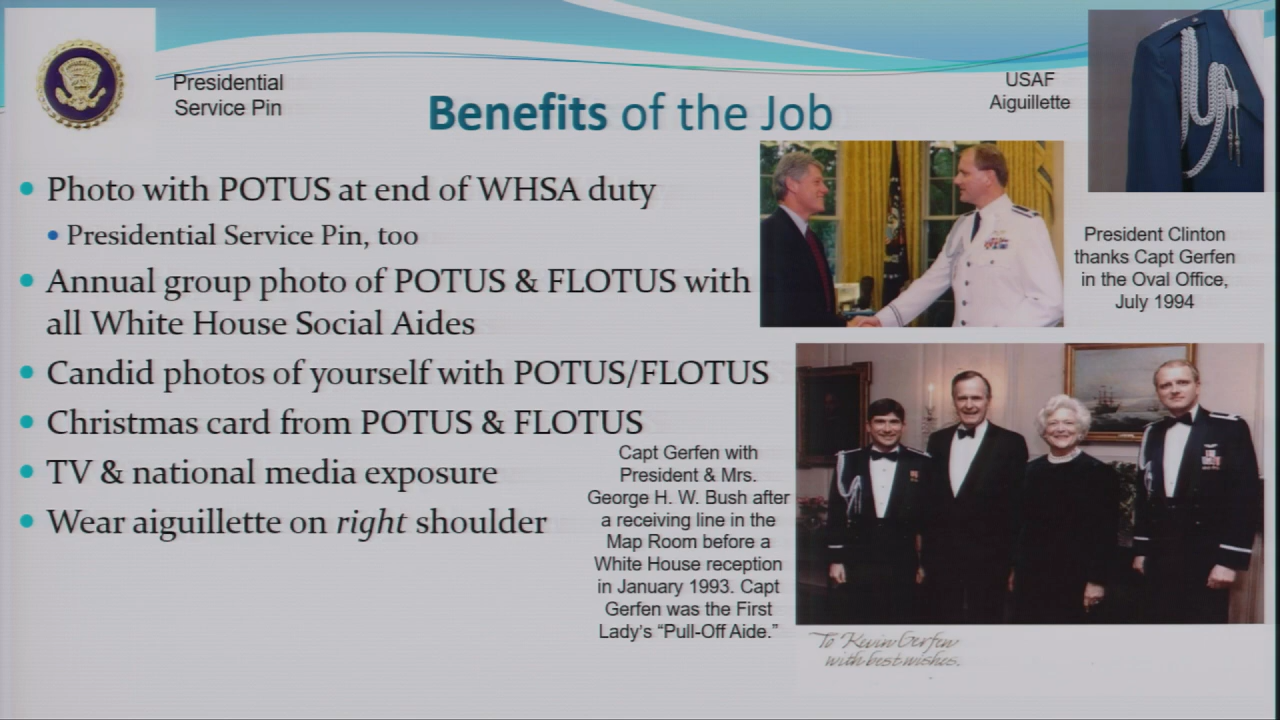 Presidential
Service Pin
Benefits of the Job
USAF
Aiguillette
• Photo with POTUS at end of WHSA duty
• Presidential Service Pin, too
• Annual group photo of POTUS & FLOTUS with
all White House Social Aides
• Candid photos of yourself with POTUS/FLOTUS
• Christmas card from POTUS & FLOTUS
• TV & national media exposure
• Wear aiguillette on right shoulder
President Clinton
thanks Capt Gerfen
in the Oval Office,
July 1994
Capt Gerfen with
President & Mrs.
George H. W. Bush after
a receiving line in the
Map Room before a
White House reception
in January 1993. Capt
Gerfen was the First
Lady's “Pull-Off Aide.”
To Kevin Gerfen
with best wishes.